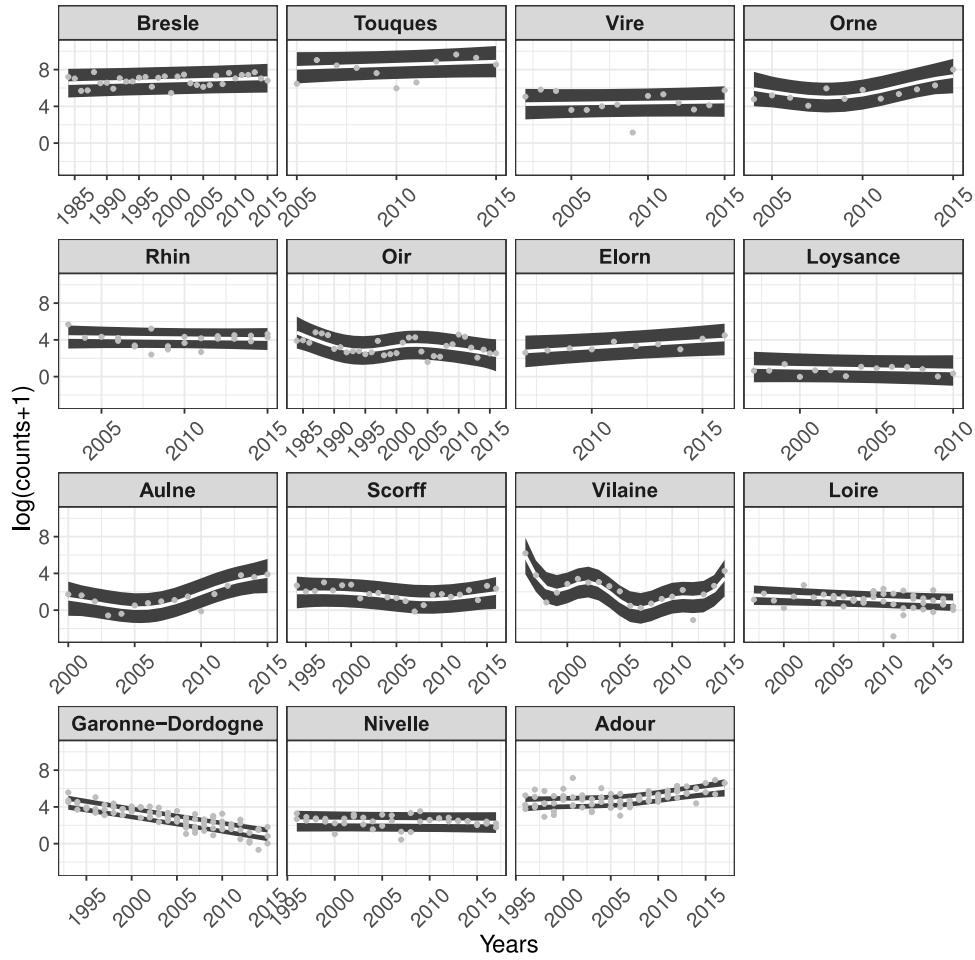 Bresle Touques Vire Orne
8
4
0
1985 1990 1995 2000 2005 2010 2015 2005 2010 2015 2005 2010 2015 2005 2010 2015
Rhin Oir Elorn Loysance
8
4
0
2005 2010 2015 1985 1990 1995 2000 2005 2010 2015 2010 2015 2000 2005 2010
log(counts+1)
Aulne Scorff Vilaine Loire
8
4
0
2000 2005 2010 2015 1995 2000 2005 2010 2015 2000 2005 2010 2015 2000 2005 2010 2015
Garonne−Dordogne Nivelle Adour
8
4
0
1995 2000 2005 2010 2015 1995 2000 2005 2010 2015 1995 2000 2005 2010 2015
Years